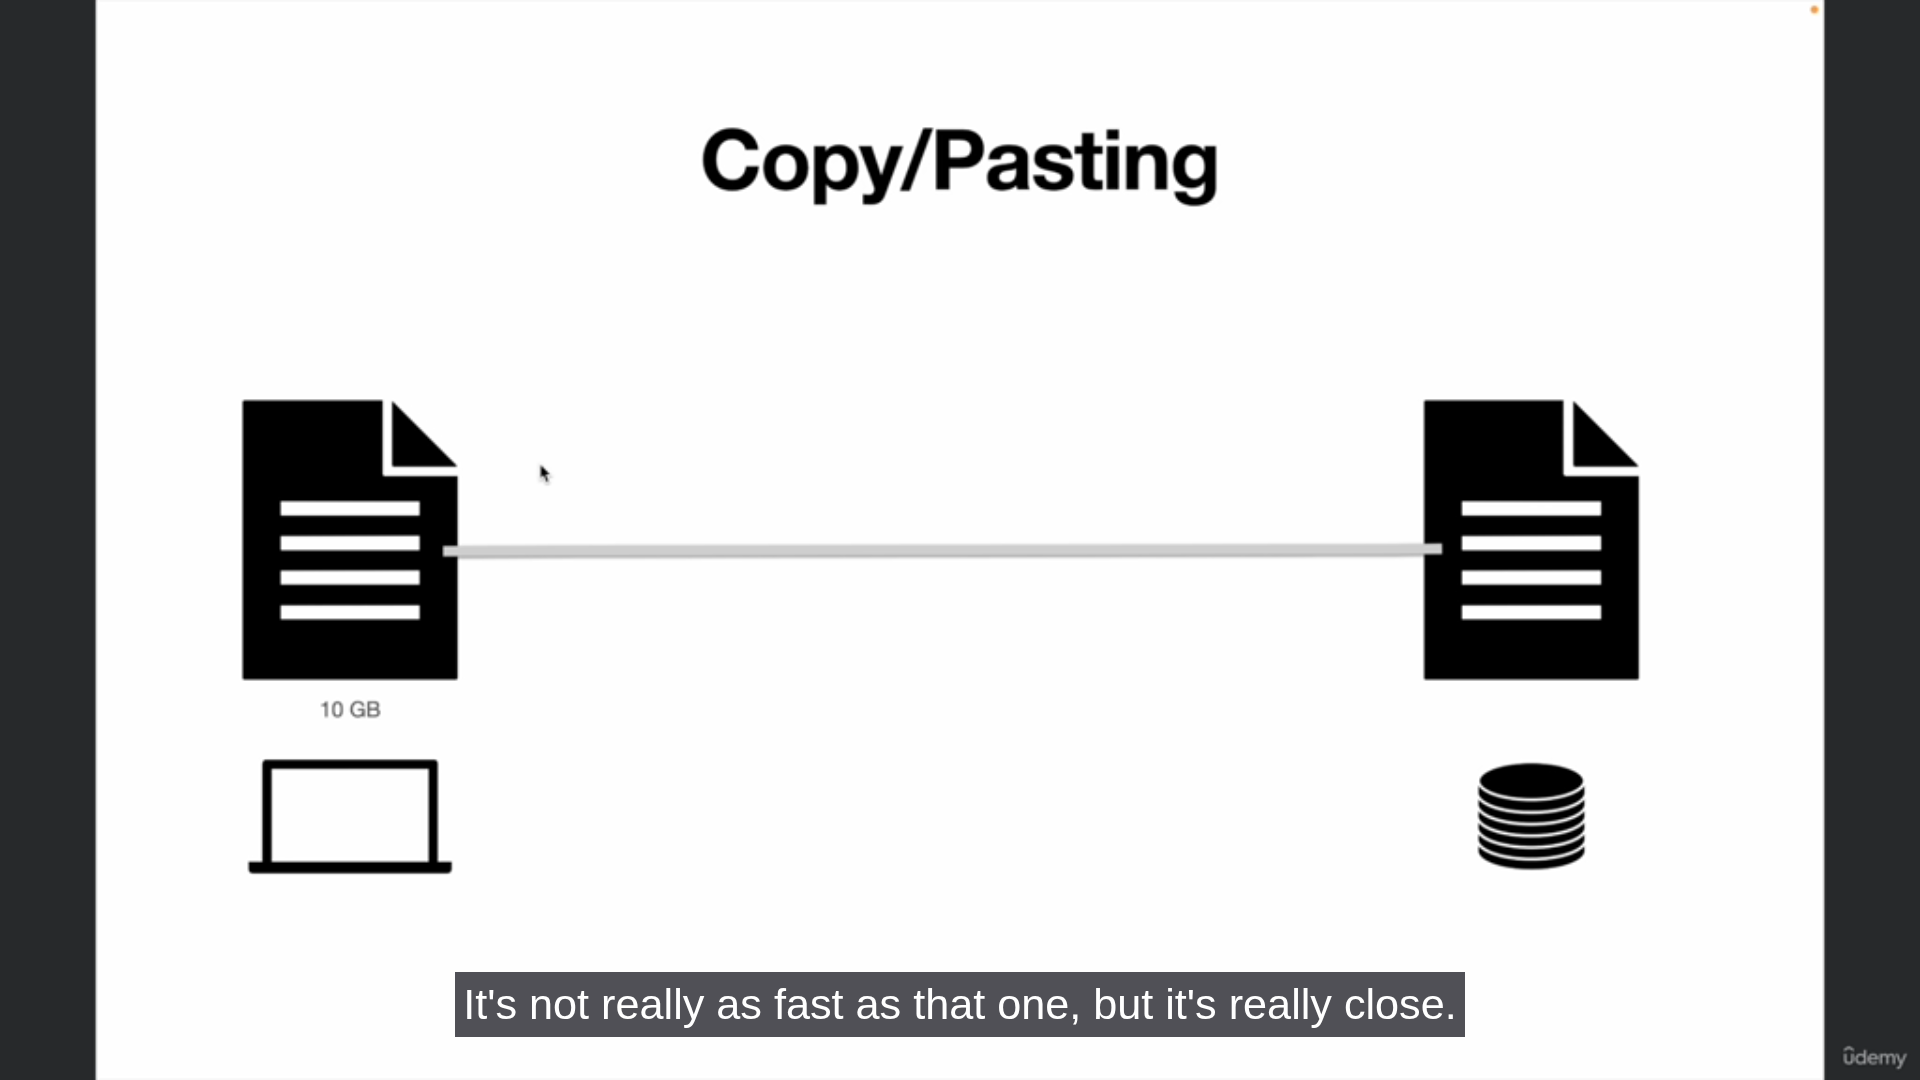 Copy/Pasting
10 GB
It's not really as fast as that one, but it's really close.
ûdemy